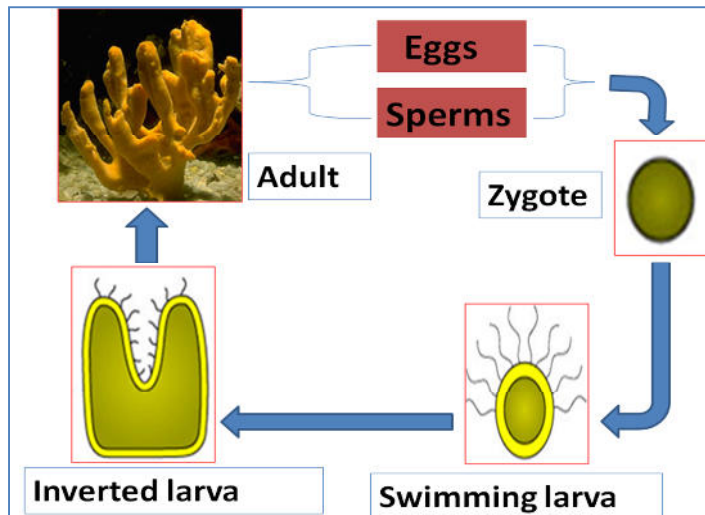 Eggs
Sperms
Adult
Zygote
Inverted larva
Swimming larva